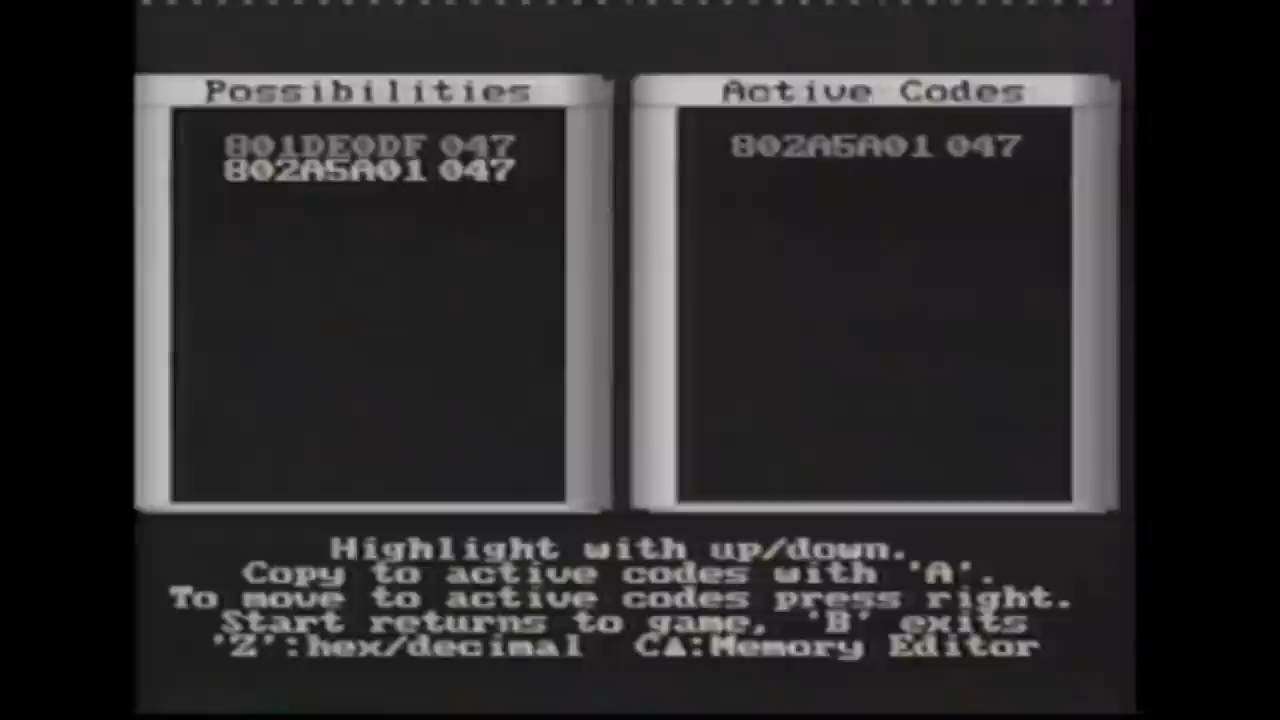 Possibilities
801DE0DF 047
802A5A01 047
Active Codes
802A5A01 047
Highlight with up/down.
Copy to active codes with 'A'.
To move to active codes press right.
Start returns to game, 'B' exits
'Z':hex/decimal C▲:Memory Editor